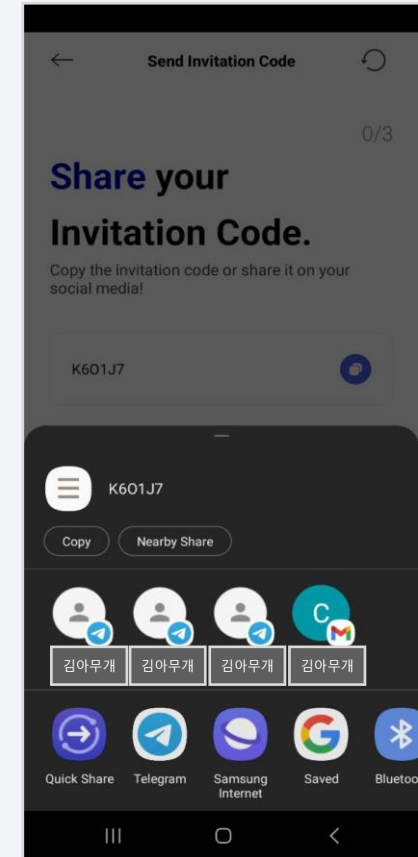 Send Invitation Code
0/3
Share your
Invitation Code.
Copy the invitation code or share it on your
social media!
K6O1J7
K6O1J7
Copy
Nearby Share
C
김아무개
김아무개
김아무개
김아무개
Quick Share
Telegram
Samsung
Internet
Saved
Bluetoo